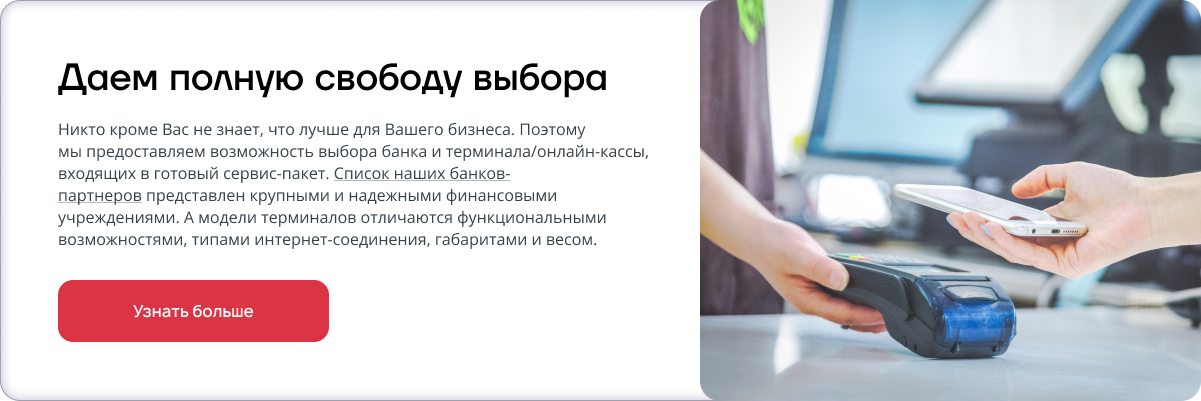 Даем полную свободу выбора
Никто кроме Вас не знает, что лучше для Вашего бизнеса. Поэтому
мы предоставляем возможность выбора банка и терминала/онлайн-кассы,
входящих в готовый сервис-пакет. Список наших банков-
партнеров представлен крупными и надежными финансовыми
учреждениями. А модели терминалов отличаются функциональными
возможностями, типами интернет-соединения, габаритами и весом.
Узнать больше